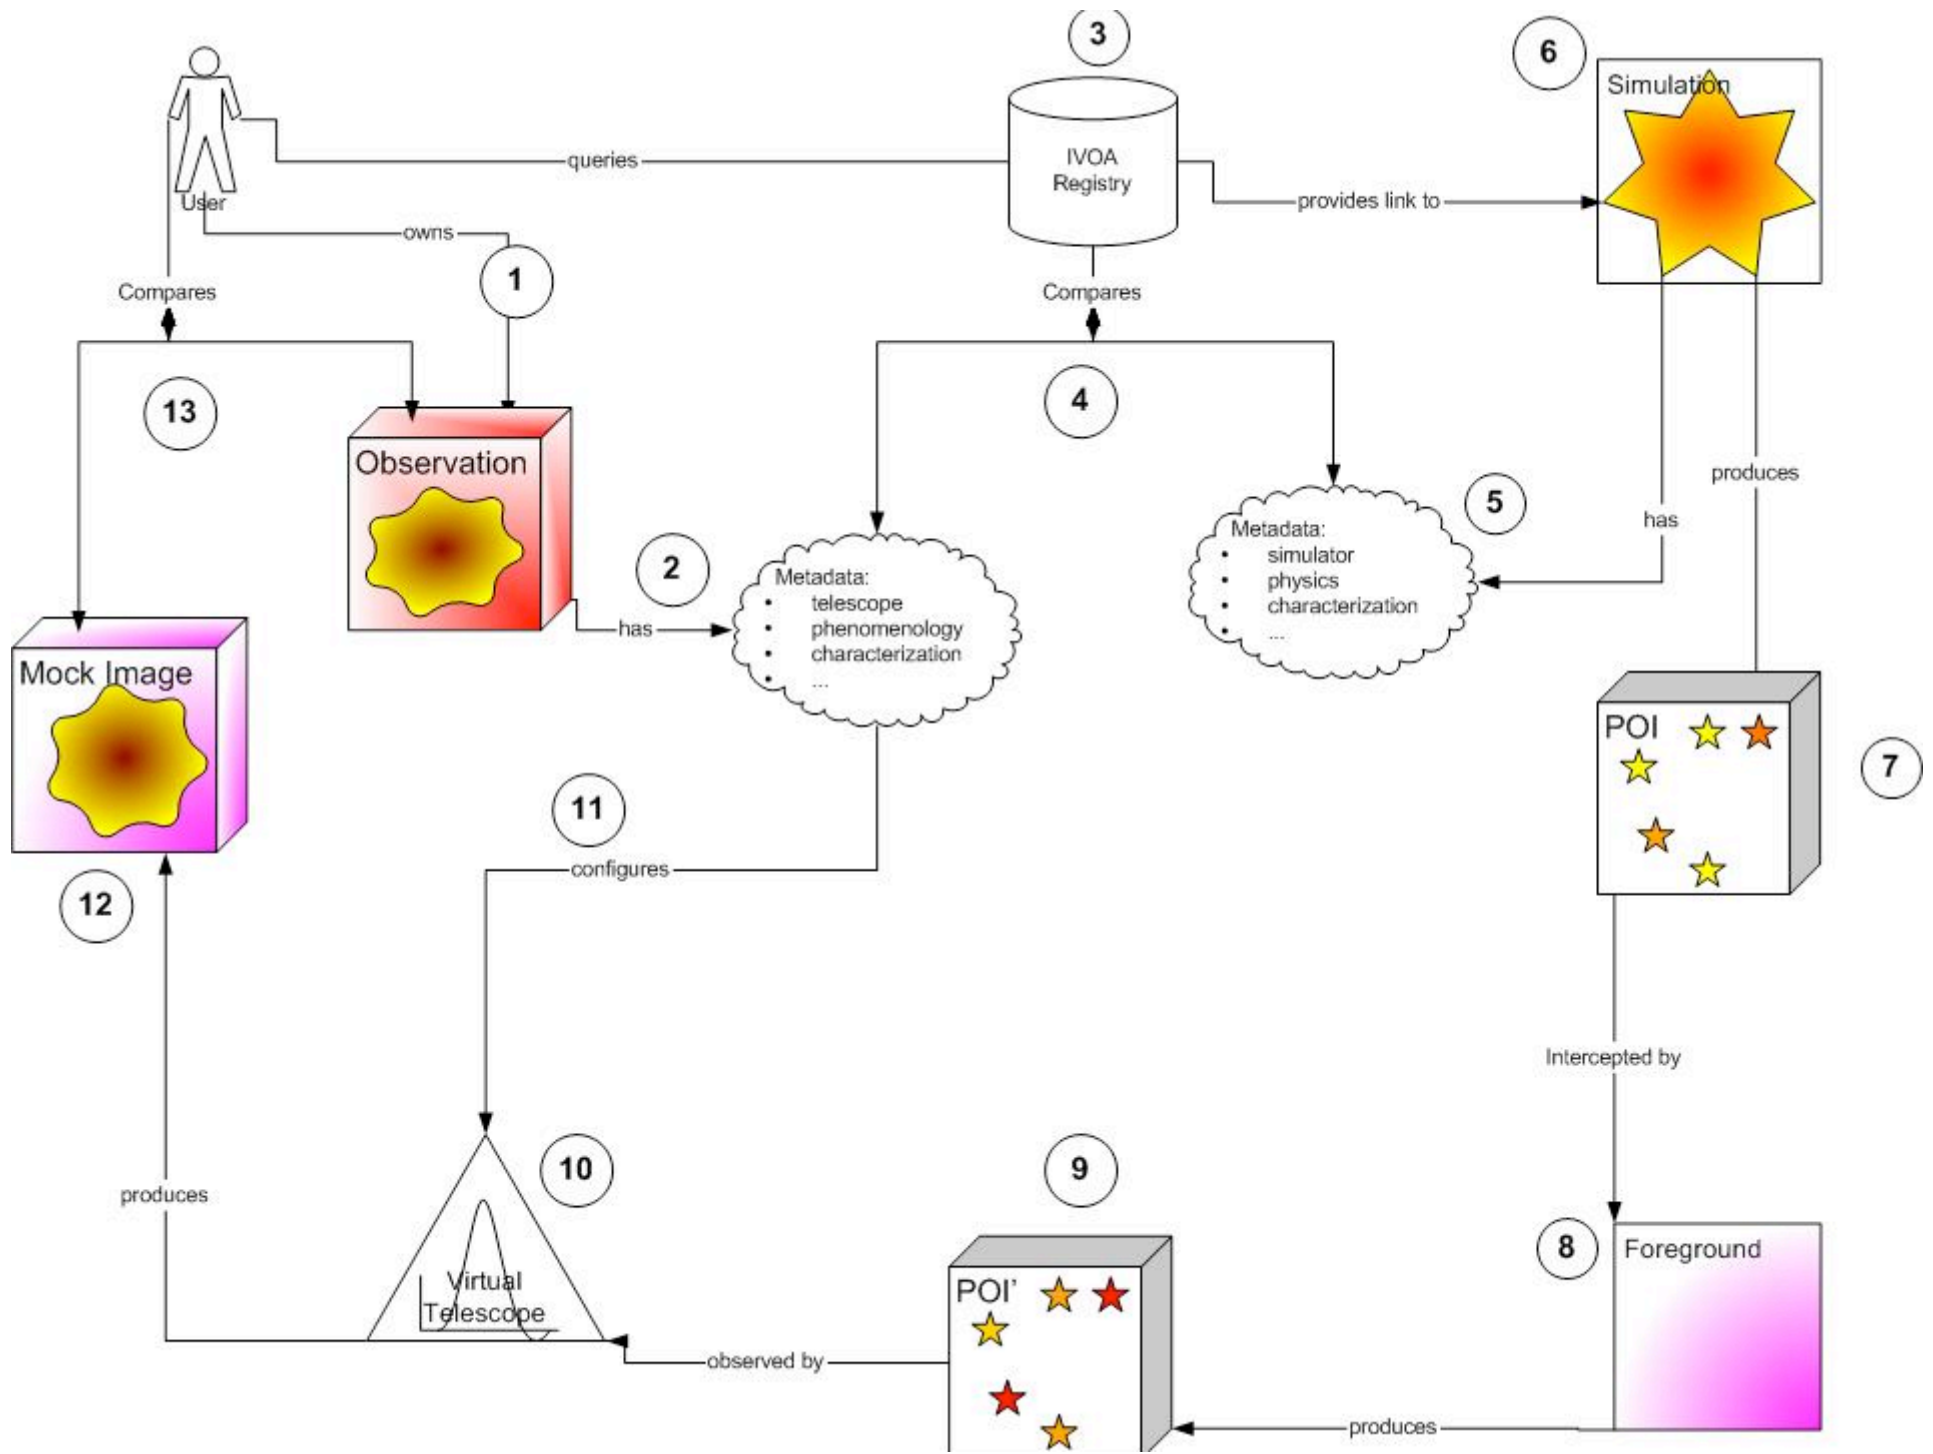 3
6
Simulation
IVOA
Registry
queries
User
provides link to
owns
1
Compares
Compares
13
4
Observation
produces
5
has
Metadata:
simulator
physics
characterization
...
2
has
Metadata:
telescope
phenomenology
characterization
...
Mock Image
POI
7
11
configures
12
Intercepted by
10
9
produces
8
Foreground
Virtual
Telescope
POI’
observed by
produces